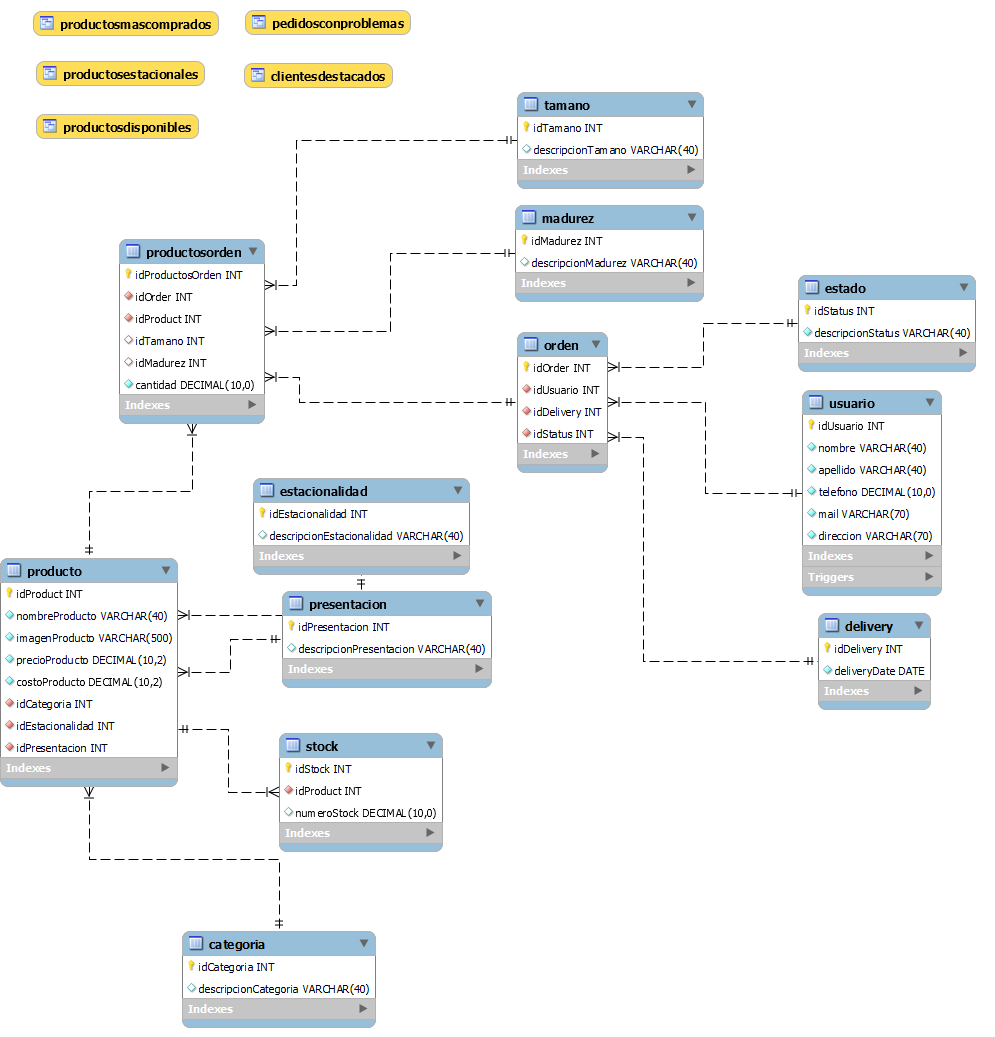 productosmascomprados
pedidosconproblemas
productosestacionales
clientesdestacados
productosdisponibles
tamano
idTamano INT
descripcionTamano VARCHAR(40)
Indexes
madurez
idMadurez INT
descripcionMadurez VARCHAR(40)
Indexes
productosorden
idProductosOrden INT
idOrder INT
idProduct INT
idTamano INT
idMadurez INT
cantidad DECIMAL(10,0)
Indexes
estado
idStatus INT
descripcionStatus VARCHAR(40)
Indexes
orden
idOrder INT
idUsuario INT
idDelivery INT
idStatus INT
Indexes
usuario
idUsuario INT
nombre VARCHAR(40)
apellido VARCHAR(40)
telefono DECIMAL(10,0)
mail VARCHAR(70)
direccion VARCHAR(70)
Indexes
Triggers
estacionalidad
idEstacionalidad INT
descripcionEstacionalidad VARCHAR(40)
Indexes
producto
idProduct INT
nombreProducto VARCHAR(40)
imagenProducto VARCHAR(500)
precioProducto DECIMAL(10,2)
costoProducto DECIMAL(10,2)
idCategoria INT
idEstacionalidad INT
idPresentacion INT
Indexes
presentacion
idPresentacion INT
descripcionPresentacion VARCHAR(40)
Indexes
delivery
idDelivery INT
deliveryDate DATE
Indexes
stock
idStock INT
idProduct INT
numeroStock DECIMAL(10,0)
Indexes
categoria
idCategoria INT
descripcionCategoria VARCHAR(40)
Indexes